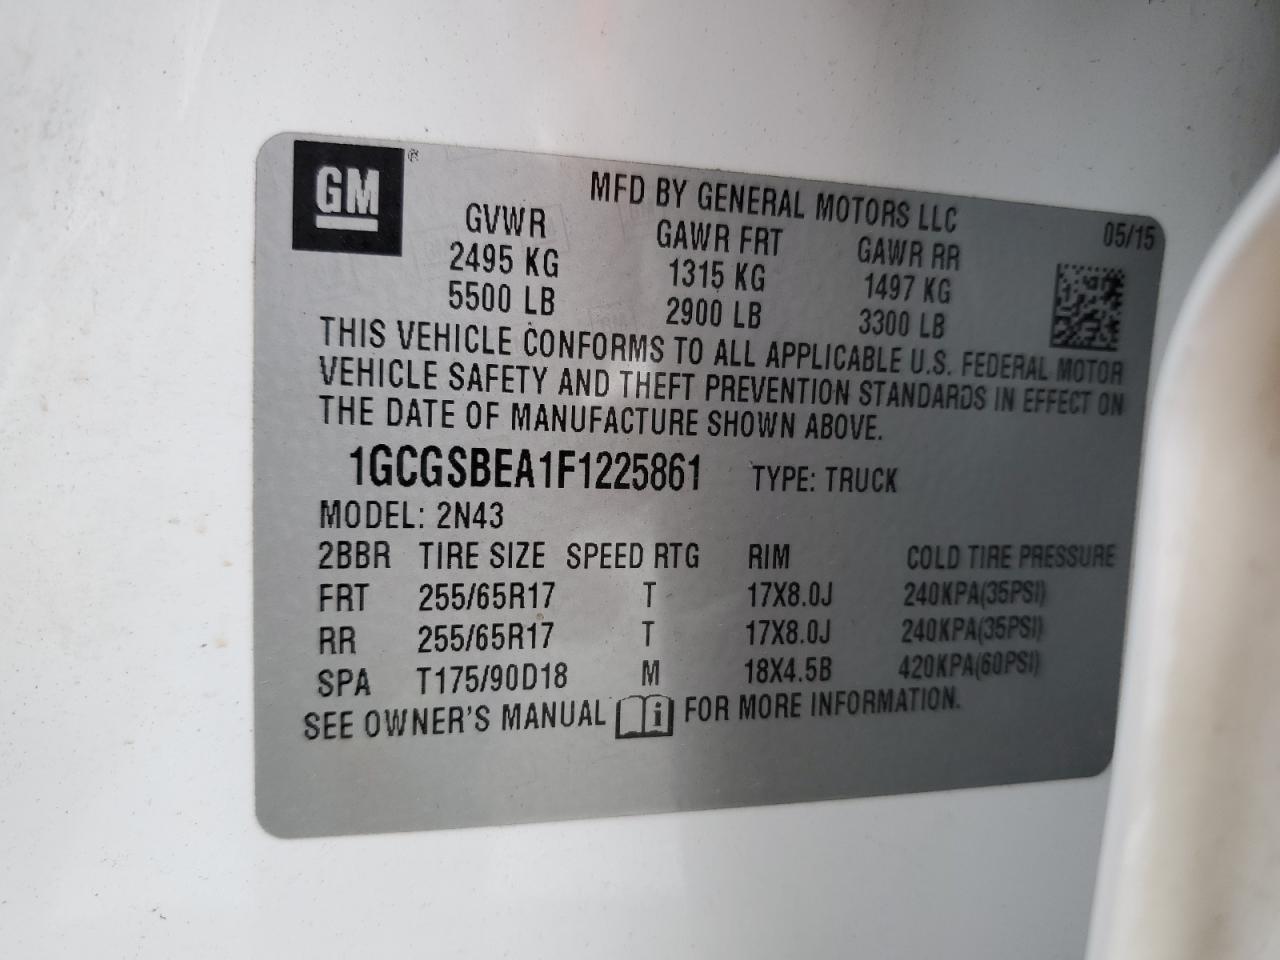 GM®
MFD BY GENERAL MOTORS LLC 05/15
GVWR GAWR FRT GAWR RR
2495 KG 1315 KG 1497 KG
5500 LB 2900 LB 3300 LB
THIS VEHICLE CONFORMS TO ALL APPLICABLE U.S. FEDERAL MOTOR
VEHICLE SAFETY AND THEFT PREVENTION STANDARDS IN EFFECT ON
THE DATE OF MANUFACTURE SHOWN ABOVE.
1GCGSBEA1F1225861 TYPE: TRUCK
MODEL: 2N43
2BBR TIRE SIZE SPEED RTG RIM COLD TIRE PRESSURE
FRT 255/65R17 T 17X8.0J 240KPA(35PSI)
RR 255/65R17 T 17X8.0J 240KPA(35PSI)
SPA T175/90D18 M 18X4.5B 420KPA(60PSI)
SEE OWNER'S MANUAL i FOR MORE INFORMATION.